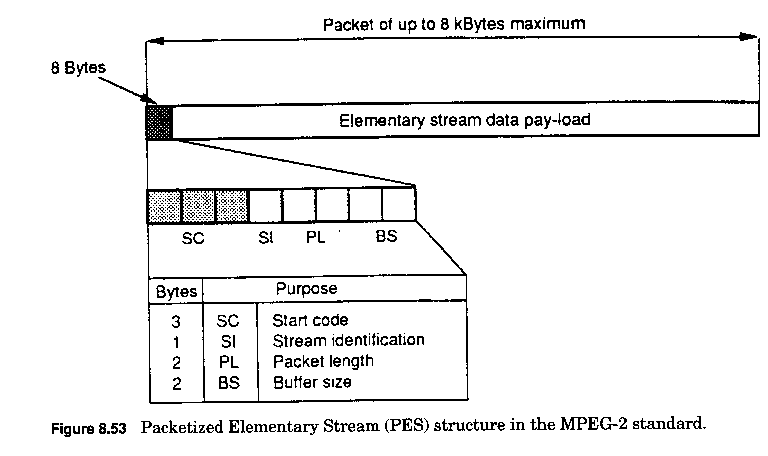 Packet of up to 8 kBytes maximum
8 Bytes
Elementary stream data pay-load
SC SI PL BS
Bytes Purpose
3 SC Start code
1 SI Stream identification
2 PL Packet length
2 BS Buffer size
Figure 8.53 Packetized Elementary Stream (PES) structure in the MPEG-2 standard.